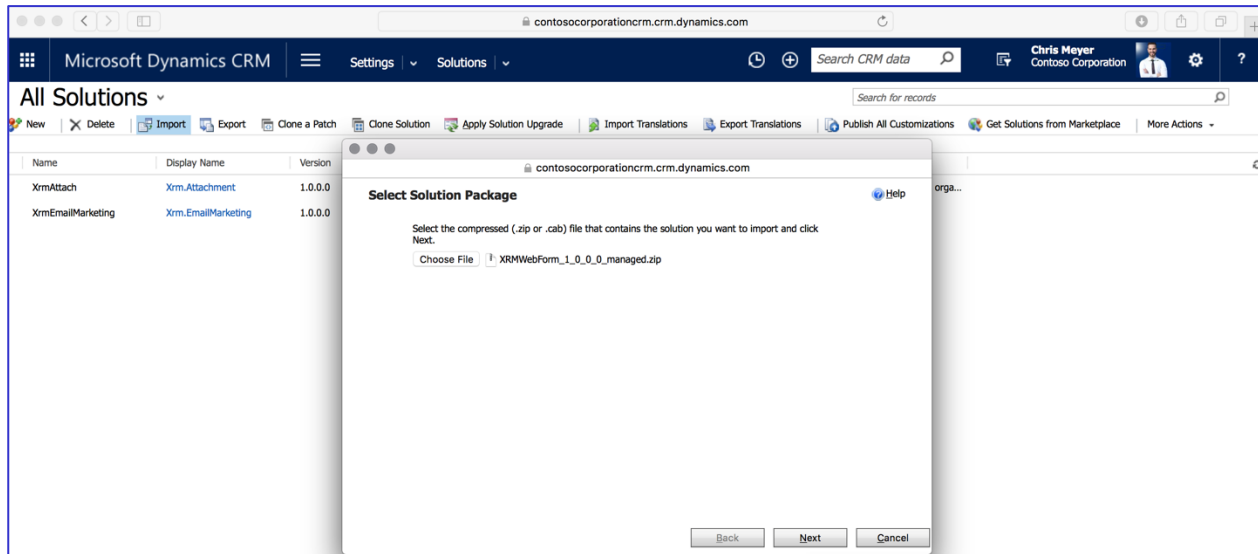 contosocorporationcrm.crm.dynamics.com
Microsoft Dynamics CRM Settings Solutions Search CRM data Chris Meyer
Contoso Corporation ?
All Solutions Search for records
New Delete Import Export Clone a Patch Clone Solution Apply Solution Upgrade Import Translations Export Translations Publish All Customizations Get Solutions from Marketplace More Actions
Name Display Name Version
contosocorporationcrm.crm.dynamics.com
XrmAttach Xrm.Attachment 1.0.0.0 orga...
XrmEmailMarketing Xrm.EmailMarketing 1.0.0.0
Select Solution Package Help
Select the compressed (.zip or .cab) file that contains the solution you want to import and click
Next.
Choose File XRMWebForm_1_0_0_0_managed.zip
Back Next Cancel